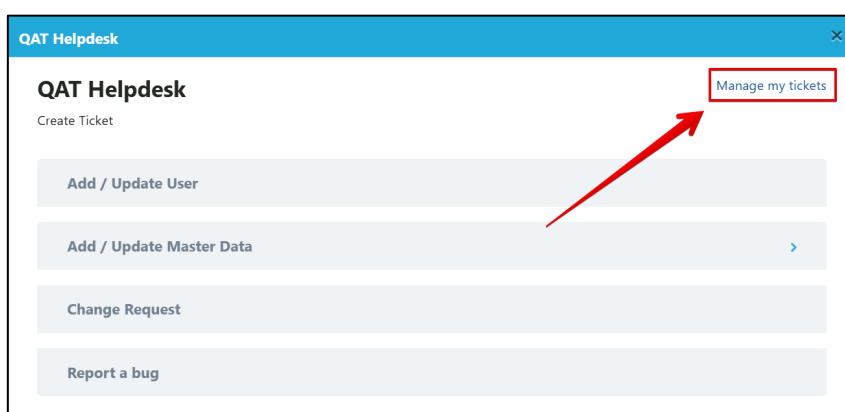 QAT Helpdesk
QAT Helpdesk
Manage my tickets
Create Ticket
Add / Update User
Add / Update Master Data
Change Request
Report a bug